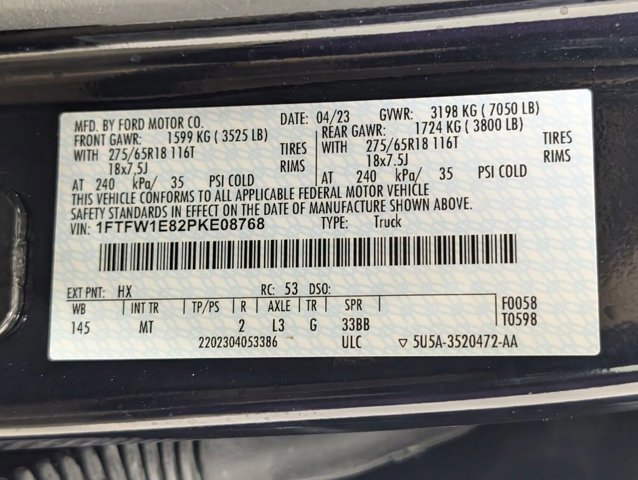 MFD. BY FORD MOTOR CO. DATE: 04/23 GVWR: 3198 KG ( 7050 LB)
FRONT GAWR: 1599 KG ( 3525 LB) REAR GAWR: 1724 KG ( 3800 LB)
WITH 275/65R18 116T TIRES WITH 275/65R18 116T TIRES
18x7.5J RIMS 18x7.5J RIMS
AT 240 kPa/ 35 PSI COLD AT 240 kPa/ 35 PSI COLD
THIS VEHICLE CONFORMS TO ALL APPLICABLE FEDERAL MOTOR VEHICLE
SAFETY STANDARDS IN EFFECT ON THE DATE OF MANUFACTURE SHOWN ABOVE.
VIN: 1FTFW1E82PKE08768 TYPE: Truck
EXT PNT: HX RC: 53 DSO:
WB INT TR TP/PS R AXLE TR SPR F0058
145 MT 2 L3 G 33BB T0598
2202304053386 ULC ▽ 5U5A-3520472-AA